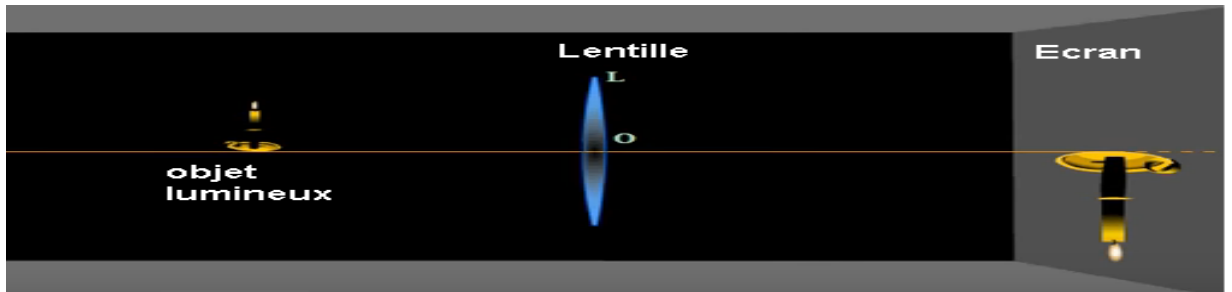 Lentille
Ecran
L
O
objet
lumineux